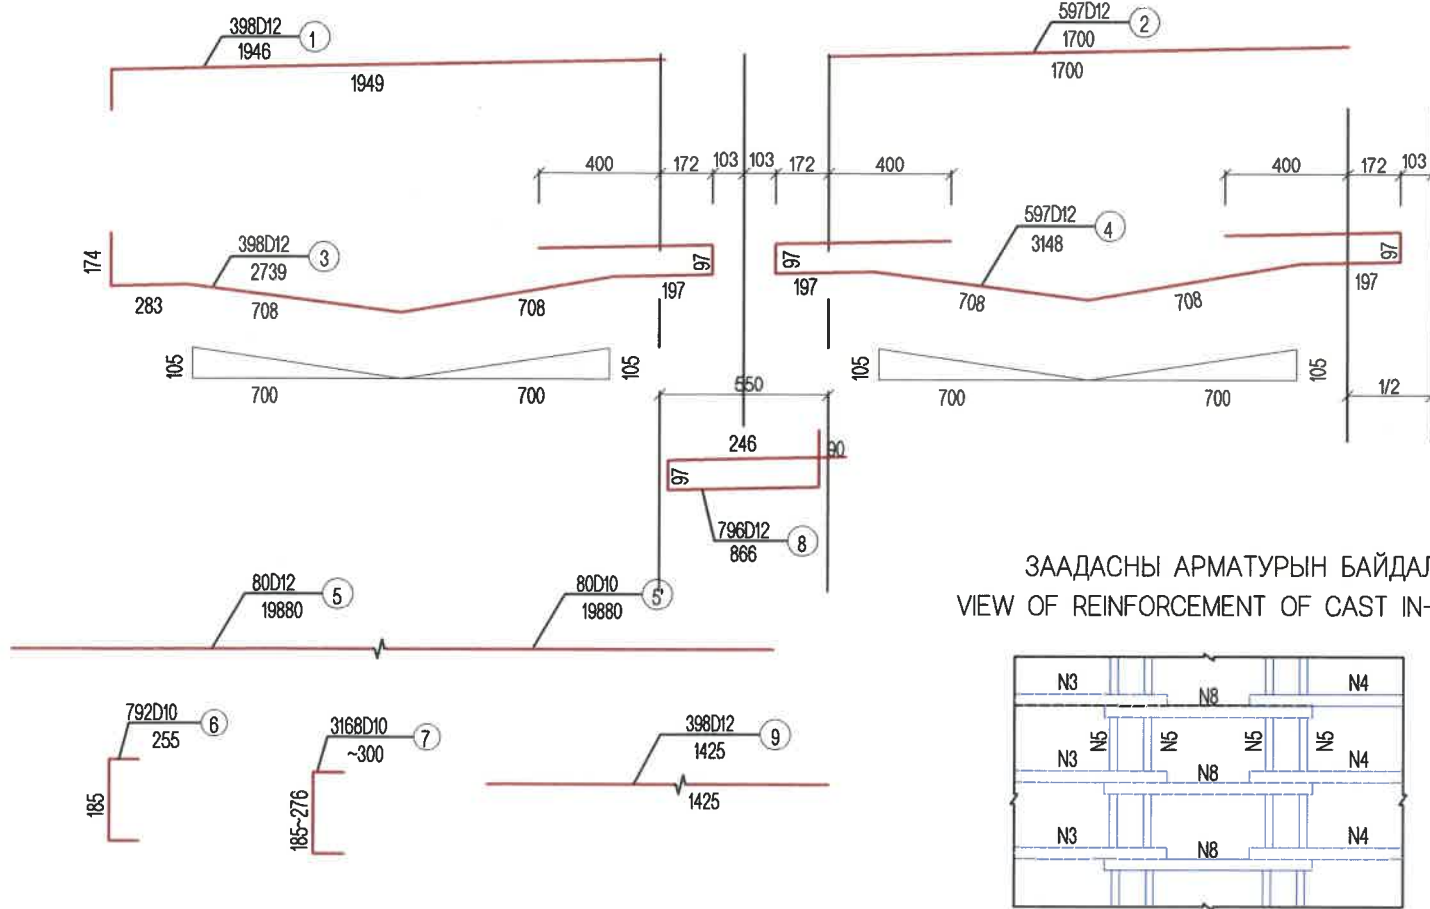 398D12
1946
1
1949
597D12
1700
2
1700
400
172
103
103
172
400
400
172
103
174
398D12
2739
3
283
708
708
97
197
97
197
597D12
3148
4
708
708
97
197
105
700
700
105
105
700
700
105
550
1/2
246
90
97
796D12
866
8
80D12
19880
5
80D10
19880
5'
792D10
255
6
185
3168D10
~300
7
185~276
398D12
1425
9
1425
ЗААДАСНЫ АРМАТУРЫН БАЙДАЛ
VIEW OF REINFORCEMENT OF CAST IN-
N3
N8
N4
N5
N5
N5
N5
N3
N8
N4
N3
N8
N4